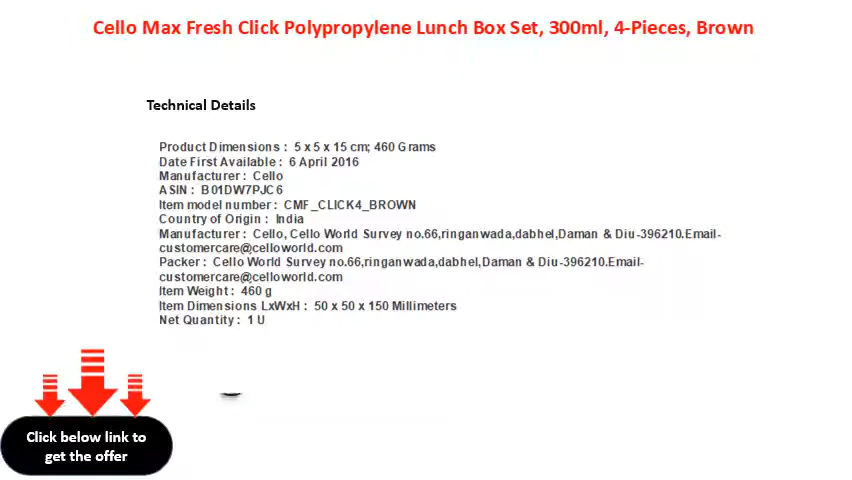 Cello Max Fresh Click Polypropylene Lunch Box Set, 300ml, 4-Pieces, Brown
Technical Details
Product Dimensions : 5 x 5 x 15 cm; 460 Grams
Date First Available : 6 April 2016
Manufacturer : Cello
ASIN : B01DW7PJC6
Item model number : CMF_CLICK4_BROWN
Country of Origin : India
Manufacturer : Cello, Cello World Survey no.66,ringanwada,dabhel,Daman & Diu-396210.Email-
customercare@celloworld.com
Packer : Cello World Survey no.66,ringanwada,dabhel,Daman & Diu-396210.Email-
customercare@celloworld.com
Item Weight : 460 g
Item Dimensions LxWxH : 50 x 50 x 150 Millimeters
Net Quantity : 1 U
Click below link to
get the offer